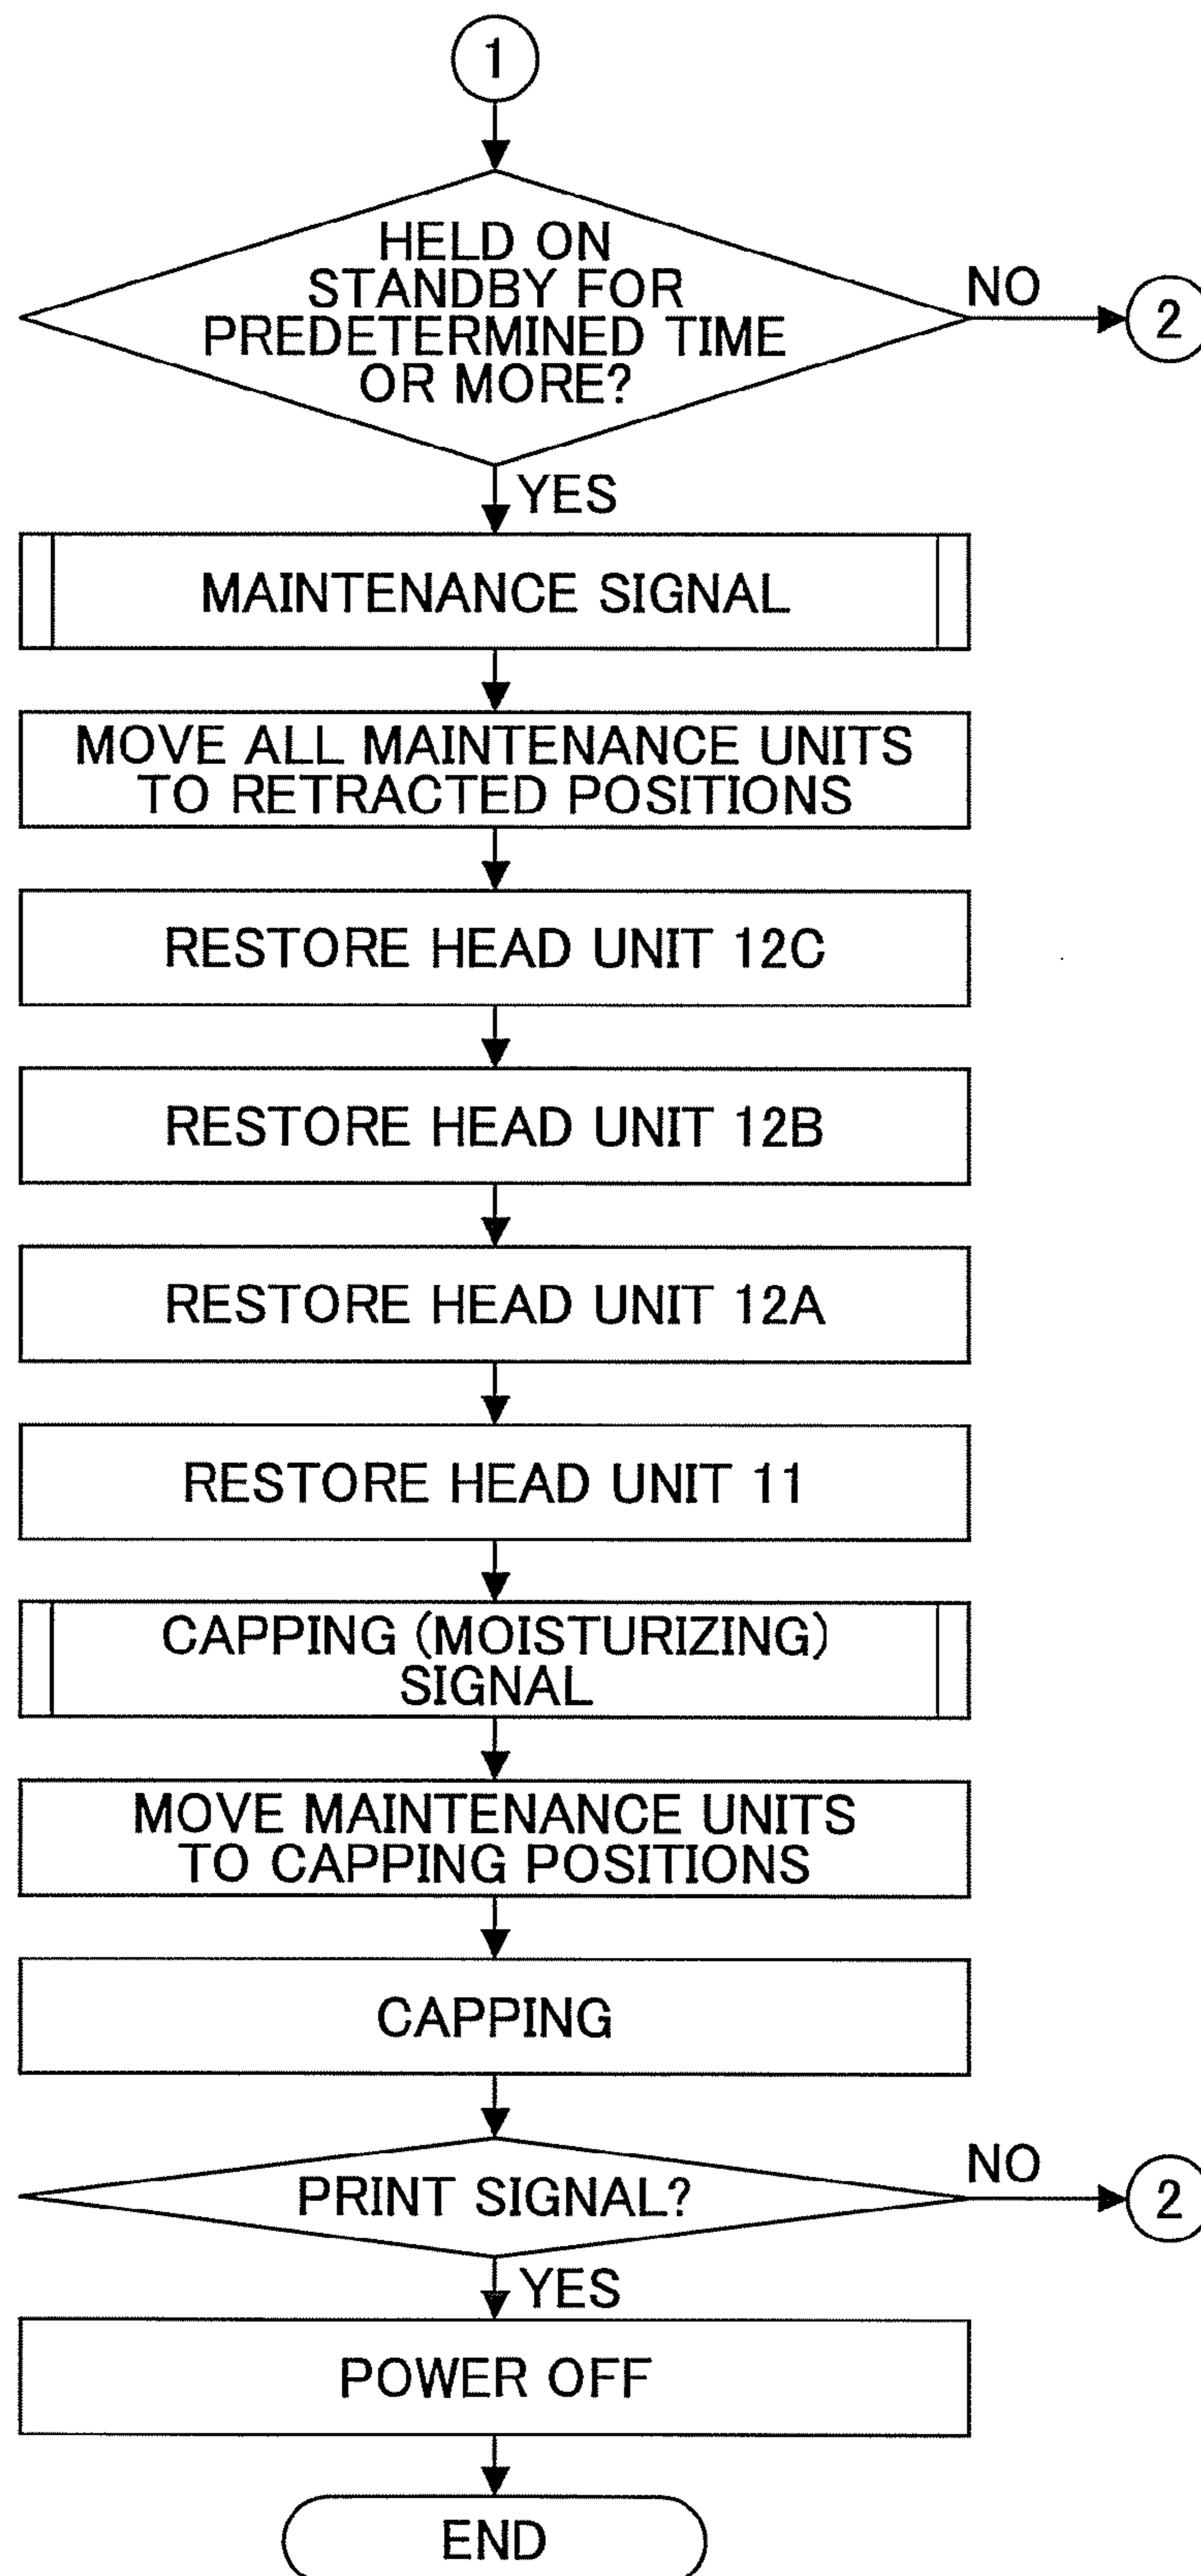 1
HELD ON
STANDBY FOR
PREDETERMINED TIME
OR MORE?
NO
2
YES
MAINTENANCE SIGNAL
MOVE ALL MAINTENANCE UNITS
TO RETRACTED POSITIONS
RESTORE HEAD UNIT 12C
RESTORE HEAD UNIT 12B
RESTORE HEAD UNIT 12A
RESTORE HEAD UNIT 11
CAPPING (MOISTURIZING)
SIGNAL
MOVE MAINTENANCE UNITS
TO CAPPING POSITIONS
CAPPING
PRINT SIGNAL?
NO
2
YES
POWER OFF
END